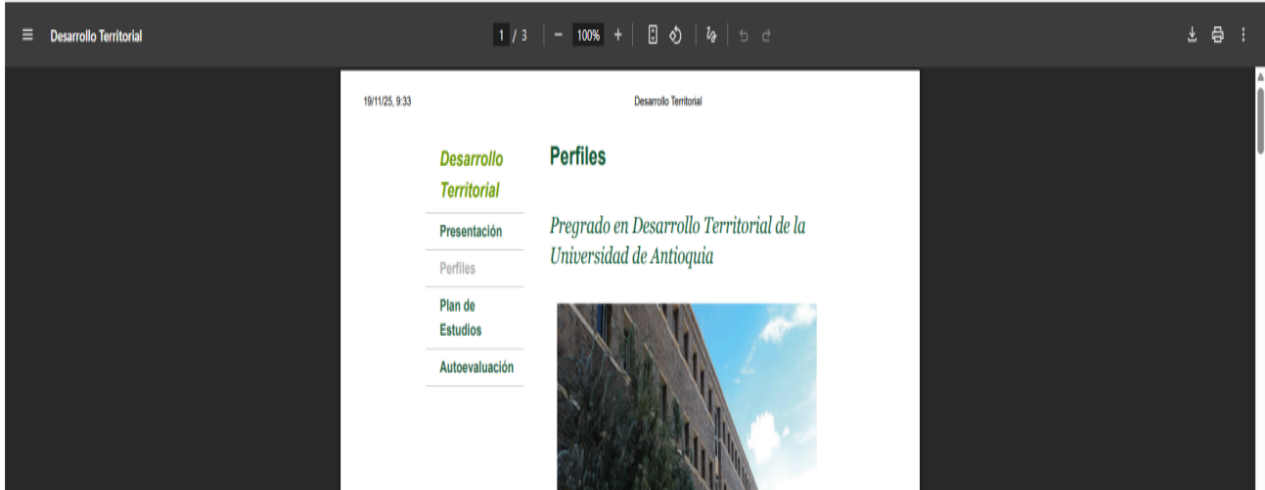 Desarrollo Territorial
1 / 3
100%
19/11/25, 9:33
Desarrollo Territorial
Desarrollo
Territorial
Presentación
Perfiles
Plan de
Estudios
Autoevaluación
Perfiles
Pregrado en Desarrollo Territorial de la
Universidad de Antioquia